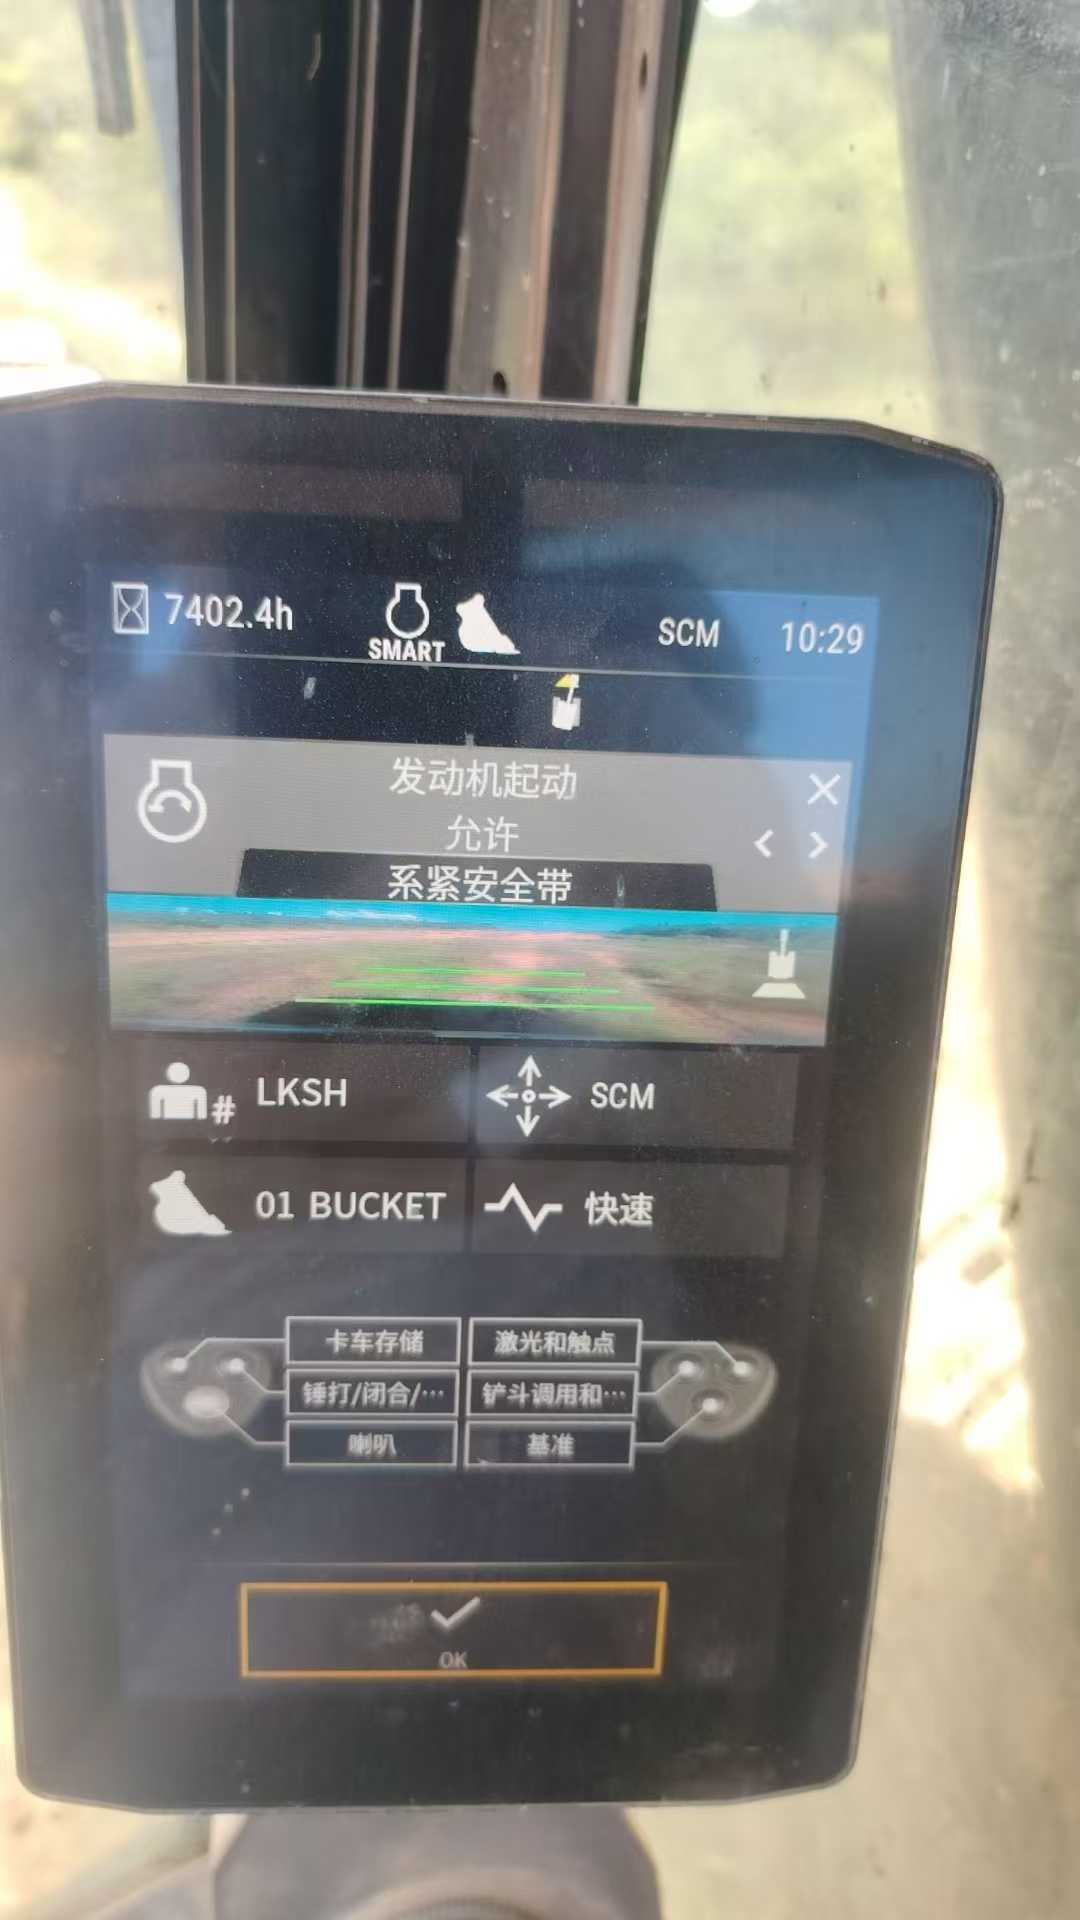 7402.4h
SMART
SCM
10:29
发动机起动
允许
系紧安全带
# LKSH
SCM
01 BUCKET
快速
卡车存储
激光和触点
锤打/闭合/…
铲斗调用和…
喇叭
基准
OK